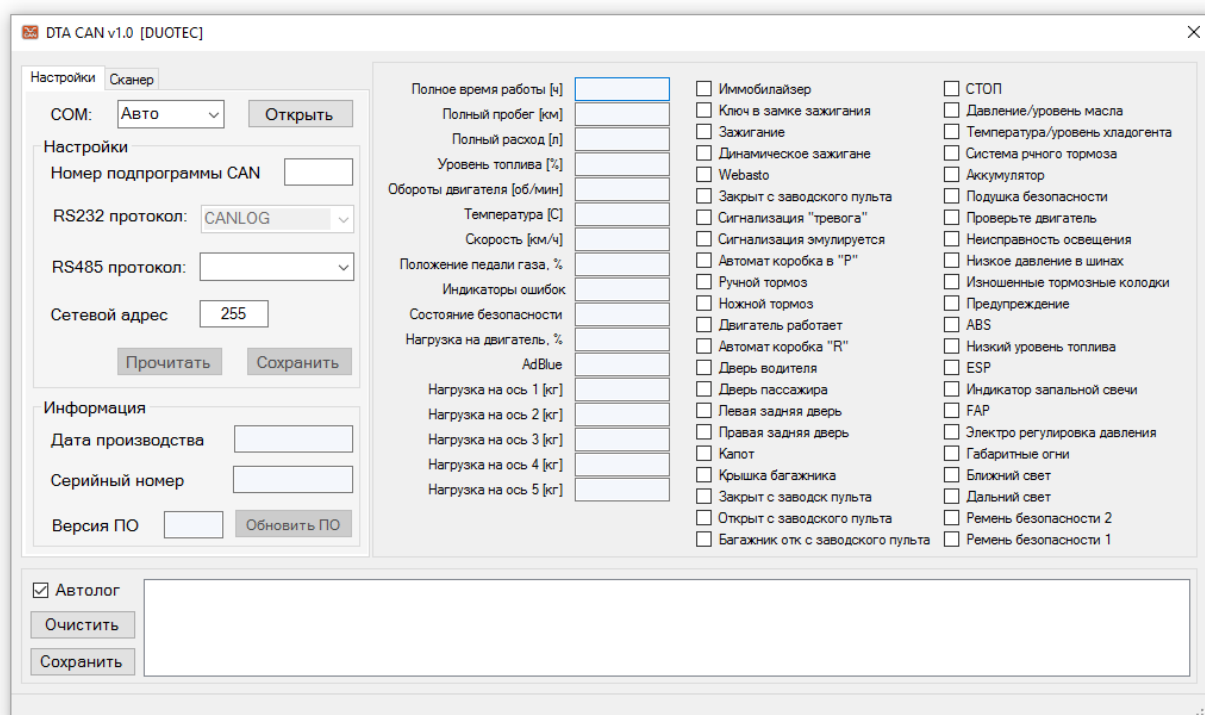 DTA CAN v1.0 [DUOTEC]
Настройки Сканер
COM: Авто Открыть
Настройки
Номер подпрограммы CAN
RS232 протокол: CANLOG
RS485 протокол:
Сетевой адрес 255
Прочитать Сохранить
Информация
Дата производства
Серийный номер
Версия ПО Обновить ПО
Полное время работы [ч]
Полный пробег [км]
Полный расход [л]
Уровень топлива [%]
Обороты двигателя [об/мин]
Температура [С]
Скорость [км/ч]
Положение педали газа, %
Индикаторы ошибок
Состояние безопасности
Нагрузка на двигатель, %
AdBlue
Нагрузка на ось 1 [кг]
Нагрузка на ось 2 [кг]
Нагрузка на ось 3 [кг]
Нагрузка на ось 4 [кг]
Нагрузка на ось 5 [кг]
Иммобилайзер
Ключ в замке зажигания
Зажигание
Динамическое зажигане
Webasto
Закрыт с заводского пульта
Сигнализация "тревога"
Сигнализация эмулируется
Автомат коробка в "P"
Ручной тормоз
Ножной тормоз
Двигатель работает
Автомат коробка "R"
Дверь водителя
Дверь пассажира
Левая задняя дверь
Правая задняя дверь
Капот
Крышка багажника
Закрыт с заводск пульта
Открыт с заводского пульта
Багажник отк с заводского пульта
СТОП
Давление/уровень масла
Температура/уровень хладогента
Система рчного тормоза
Аккумулятор
Подушка безопасности
Проверьте двигатель
Неисправность освещения
Низкое давление в шинах
Изношенные тормозные колодки
Предупреждение
ABS
Низкий уровень топлива
ESP
Индикатор запальной свечи
FAP
Электро регулировка давления
Габаритные огни
Ближний свет
Дальний свет
Ремень безопасности 2
Ремень безопасности 1
Автолог
Очистить
Сохранить